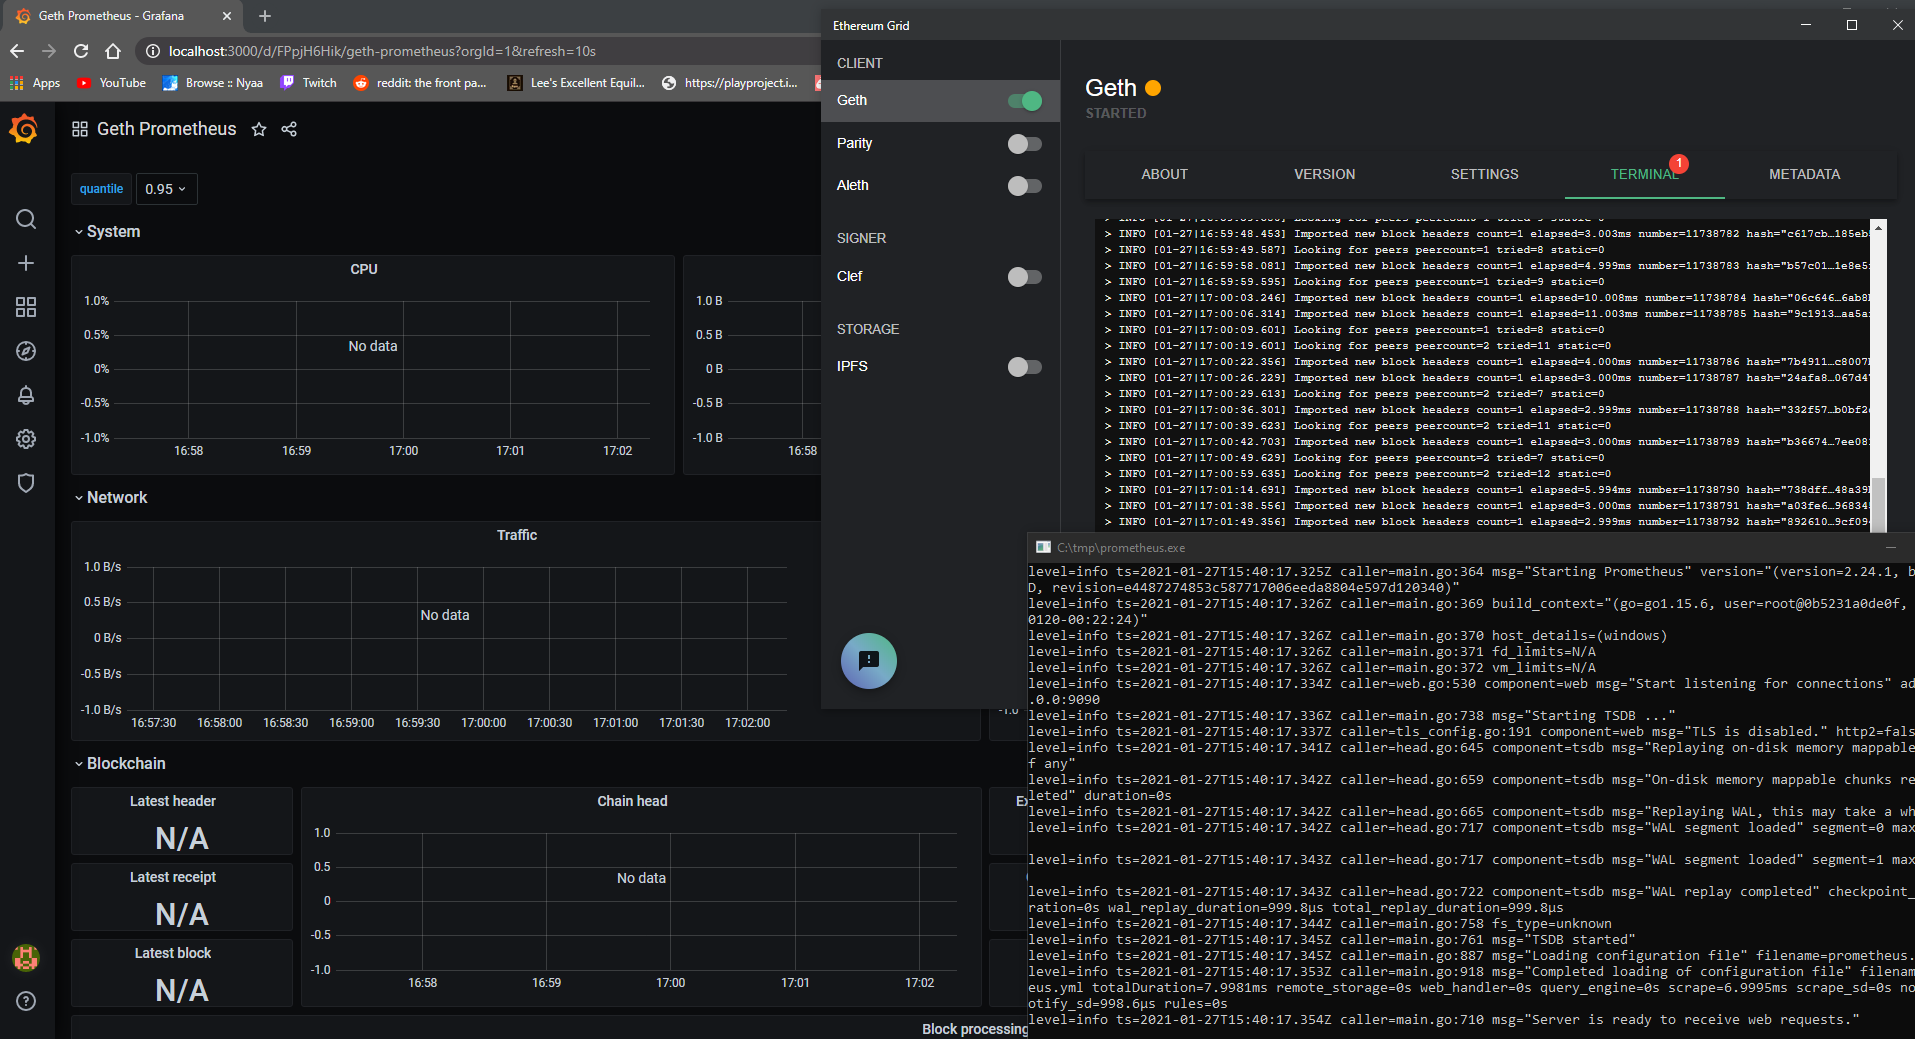 Geth Prometheus - Grafana
localhost:3000/d/FPpjH6Hik/geth-prometheus?orgId=1&refresh=10s
Apps YouTube Browse :: Nyaa Twitch reddit: the front pa... Lee's Excellent Equil... https://playproject.i...
Geth Prometheus
quantile 0.95
System
CPU
1.0%
0.5%
No data
0%
-0.5%
-1.0%
16:58 16:59 17:00 17:01 17:02
1.0 B
0.5 B
0 B
-0.5 B
-1.0 B
16:58
Network
Traffic
1.0 B/s
0.5 B/s
No data
0 B/s
-0.5 B/s
-1.0 B/s
16:57:30 16:58:00 16:58:30 16:59:00 16:59:30 17:00:00 17:00:30 17:01:00 17:01:30 17:02:00
-1.0
Blockchain
Latest header
N/A
Latest receipt
N/A
Latest block
N/A
Chain head
1.0
0.5
No data
0
-0.5
-1.0
16:58 16:59 17:00 17:01 17:02
Block processing
Ethereum Grid
CLIENT
Geth
Parity
Aleth
SIGNER
Clef
STORAGE
IPFS
Geth
STARTED
ABOUT VERSION SETTINGS TERMINAL 1 METADATA
> INFO [01-27|16:59:48.453] Imported new block headers count=1 elapsed=3.003ms number=11738782 hash="c617cb…185eb
> INFO [01-27|16:59:49.587] Looking for peers peercount=1 tried=8 static=0
> INFO [01-27|16:59:58.081] Imported new block headers count=1 elapsed=4.999ms number=11738783 hash="b57c01…1e8e5
> INFO [01-27|16:59:59.595] Looking for peers peercount=1 tried=9 static=0
> INFO [01-27|17:00:03.246] Imported new block headers count=1 elapsed=10.008ms number=11738784 hash="06c646…6ab8
> INFO [01-27|17:00:06.314] Imported new block headers count=1 elapsed=11.003ms number=11738785 hash="9c1913…aa5a
> INFO [01-27|17:00:09.601] Looking for peers peercount=1 tried=8 static=0
> INFO [01-27|17:00:19.601] Looking for peers peercount=2 tried=11 static=0
> INFO [01-27|17:00:22.356] Imported new block headers count=1 elapsed=4.000ms number=11738786 hash="7b4911…c8007
> INFO [01-27|17:00:26.229] Imported new block headers count=1 elapsed=3.000ms number=11738787 hash="24afa8…067d4
> INFO [01-27|17:00:29.613] Looking for peers peercount=2 tried=7 static=0
> INFO [01-27|17:00:36.301] Imported new block headers count=1 elapsed=2.999ms number=11738788 hash="332f57…b0bf2
> INFO [01-27|17:00:39.623] Looking for peers peercount=2 tried=11 static=0
> INFO [01-27|17:00:42.703] Imported new block headers count=1 elapsed=3.000ms number=11738789 hash="b36674…7ee08
> INFO [01-27|17:00:49.629] Looking for peers peercount=2 tried=7 static=0
> INFO [01-27|17:00:59.635] Looking for peers peercount=2 tried=12 static=0
> INFO [01-27|17:01:14.691] Imported new block headers count=1 elapsed=5.994ms number=11738790 hash="738dff…48a39
> INFO [01-27|17:01:38.556] Imported new block headers count=1 elapsed=3.000ms number=11738791 hash="a03fe6…96834
> INFO [01-27|17:01:49.356] Imported new block headers count=1 elapsed=2.999ms number=11738792 hash="892610…9cf09
C:\tmp\prometheus.exe
level=info ts=2021-01-27T15:40:17.325Z caller=main.go:364 msg="Starting Prometheus" version="(version=2.24.1, b
D, revision=e4487274853c587717006eeda8804e597d120340)"
level=info ts=2021-01-27T15:40:17.326Z caller=main.go:369 build_context="(go=go1.15.6, user=root@0b5231a0de0f,
0120-00:22:24)"
level=info ts=2021-01-27T15:40:17.326Z caller=main.go:370 host_details=(windows)
level=info ts=2021-01-27T15:40:17.326Z caller=main.go:371 fd_limits=N/A
level=info ts=2021-01-27T15:40:17.326Z caller=main.go:372 vm_limits=N/A
level=info ts=2021-01-27T15:40:17.334Z caller=web.go:530 component=web msg="Start listening for connections" ad
.0.0:9090
level=info ts=2021-01-27T15:40:17.336Z caller=main.go:738 msg="Starting TSDB ..."
level=info ts=2021-01-27T15:40:17.337Z caller=tls_config.go:191 component=web msg="TLS is disabled." http2=fals
level=info ts=2021-01-27T15:40:17.341Z caller=head.go:645 component=tsdb msg="Replaying on-disk memory mappable
f any"
level=info ts=2021-01-27T15:40:17.342Z caller=head.go:659 component=tsdb msg="On-disk memory mappable chunks re
leted" duration=0s
level=info ts=2021-01-27T15:40:17.342Z caller=head.go:665 component=tsdb msg="Replaying WAL, this may take a wh
level=info ts=2021-01-27T15:40:17.342Z caller=head.go:717 component=tsdb msg="WAL segment loaded" segment=0 max
level=info ts=2021-01-27T15:40:17.343Z caller=head.go:717 component=tsdb msg="WAL segment loaded" segment=1 max
level=info ts=2021-01-27T15:40:17.343Z caller=head.go:722 component=tsdb msg="WAL replay completed" checkpoint_
ration=0s wal_replay_duration=999.8µs total_replay_duration=999.8µs
level=info ts=2021-01-27T15:40:17.344Z caller=main.go:758 fs_type=unknown
level=info ts=2021-01-27T15:40:17.345Z caller=main.go:761 msg="TSDB started"
level=info ts=2021-01-27T15:40:17.345Z caller=main.go:887 msg="Loading configuration file" filename=prometheus.
level=info ts=2021-01-27T15:40:17.353Z caller=main.go:918 msg="Completed loading of configuration file" filenam
eus.yml totalDuration=7.9981ms remote_storage=0s web_handler=0s query_engine=0s scrape=6.9995ms scrape_sd=0s no
otify_sd=998.6µs rules=0s
level=info ts=2021-01-27T15:40:17.354Z caller=main.go:710 msg="Server is ready to receive web requests."